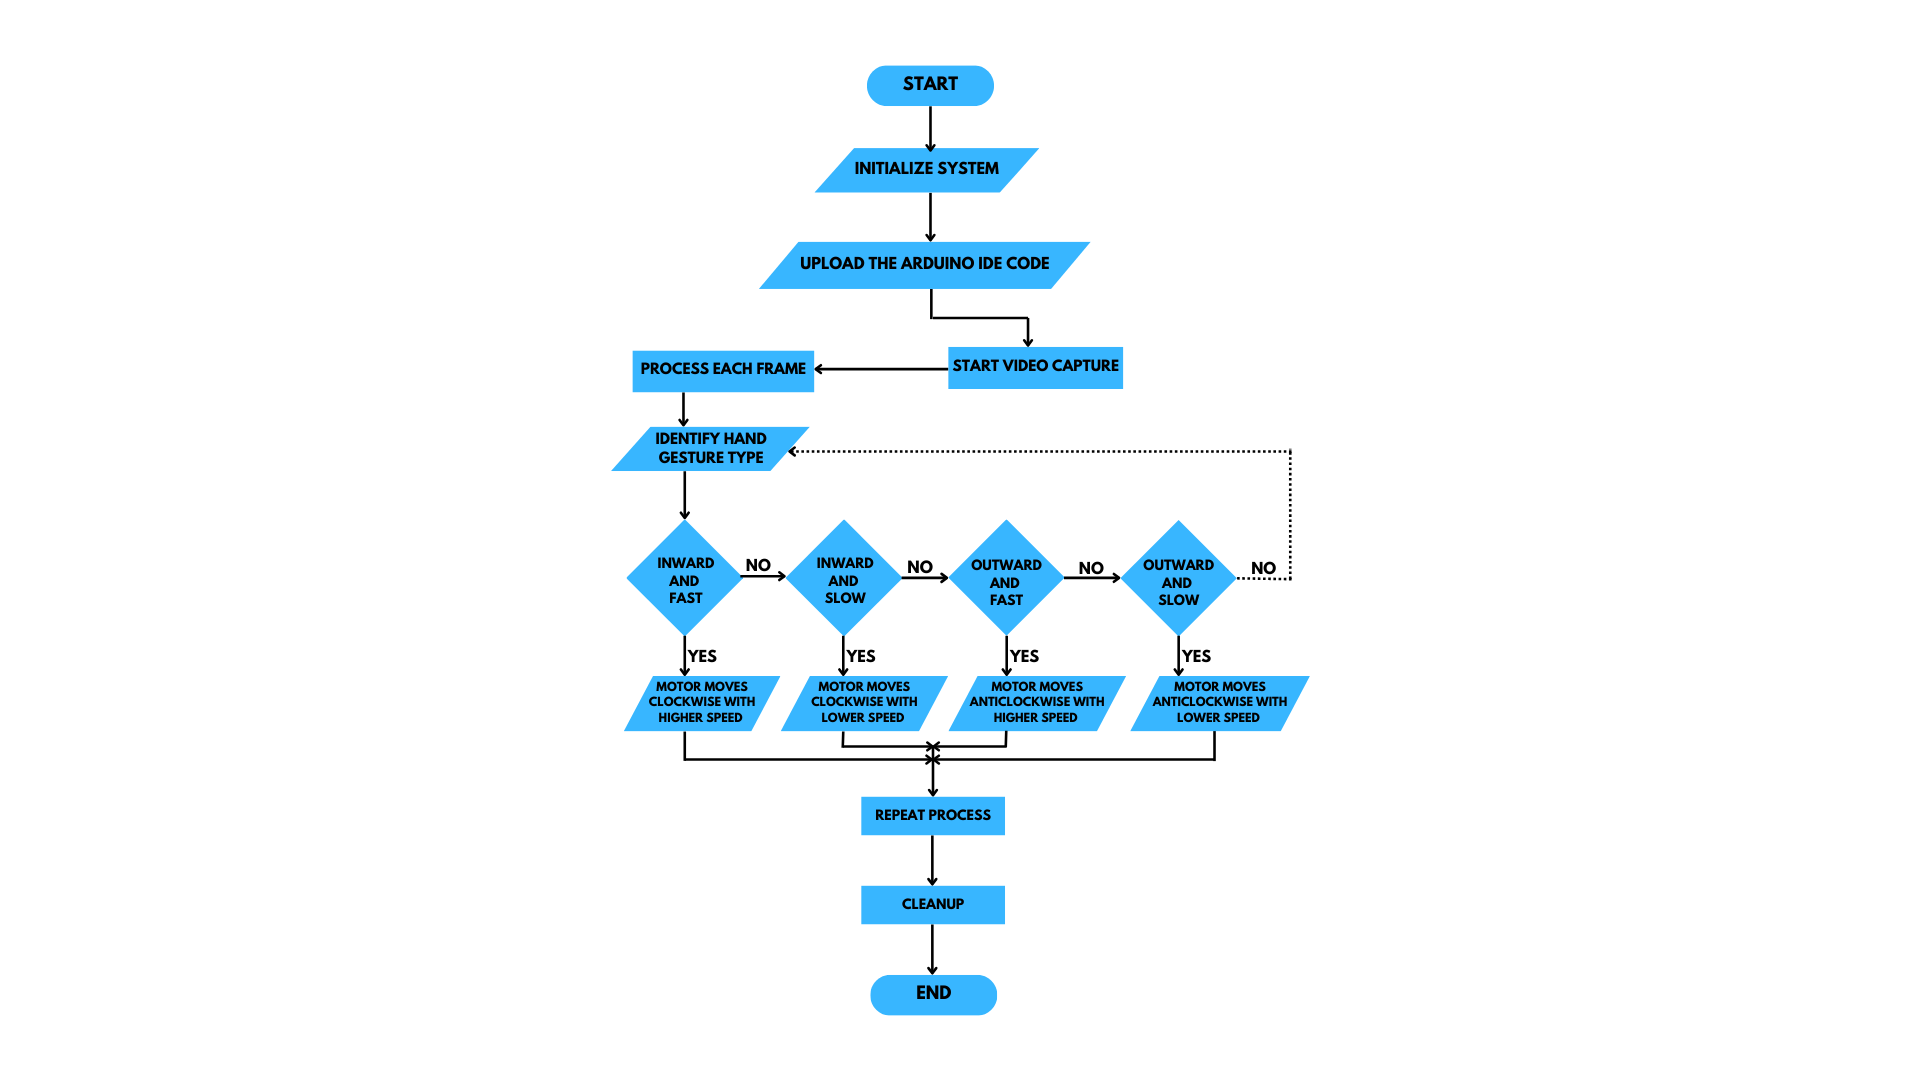 START
INITIALIZE SYSTEM
UPLOAD THE ARDUINO IDE CODE
START VIDEO CAPTURE
PROCESS EACH FRAME
IDENTIFY HAND
GESTURE TYPE
INWARD
AND
FAST
NO
INWARD
AND
SLOW
NO
OUTWARD
AND
FAST
NO
OUTWARD
AND
SLOW
NO
YES
YES
YES
YES
MOTOR MOVES
CLOCKWISE WITH
HIGHER SPEED
MOTOR MOVES
CLOCKWISE WITH
LOWER SPEED
MOTOR MOVES
ANTICLOCKWISE WITH
HIGHER SPEED
MOTOR MOVES
ANTICLOCKWISE WITH
LOWER SPEED
REPEAT PROCESS
CLEANUP
END